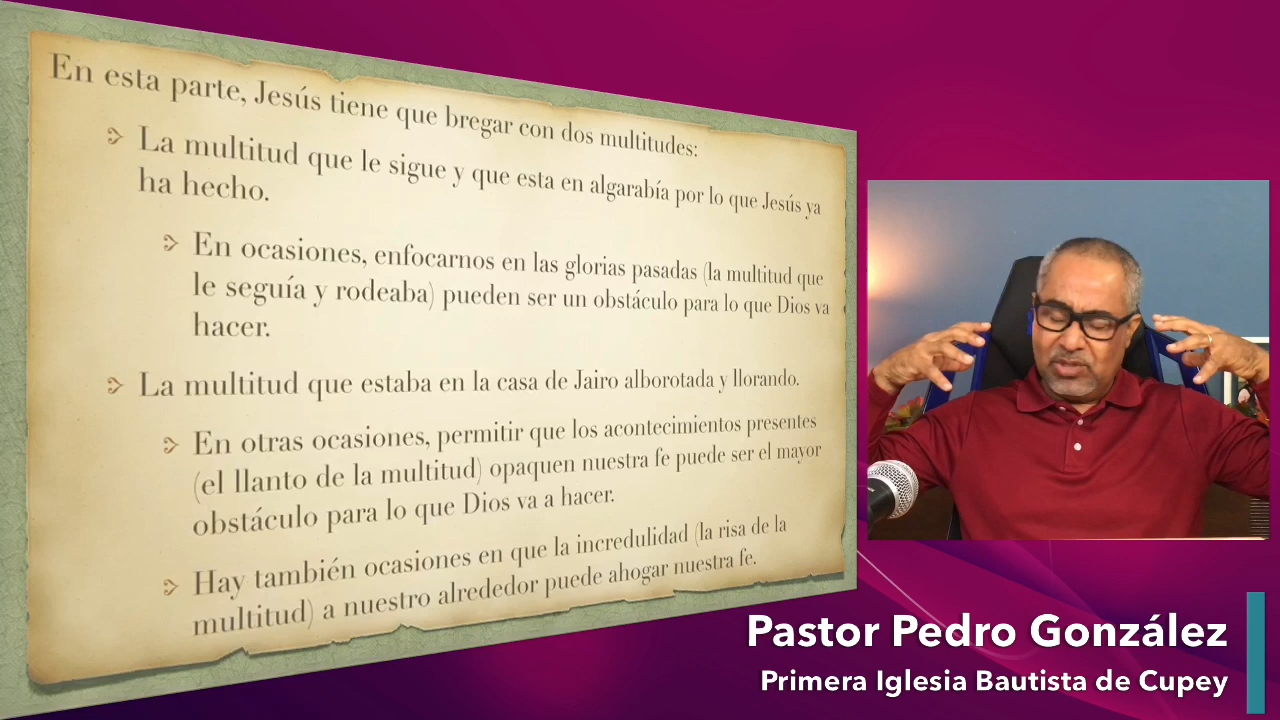 En esta parte, Jesús tiene que bregar con dos multitudes:
La multitud que le sigue y que esta en algarabía por lo que Jesús ya
ha hecho.
En ocasiones, enfocarnos en las glorias pasadas (la multitud que
le seguía y rodeaba) pueden ser un obstáculo para lo que Dios va
hacer.
La multitud que estaba en la casa de Jairo alborotada y llorando.
En otras ocasiones, permitir que los acontecimientos presentes
(el llanto de la multitud) opaquen nuestra fe puede ser el mayor
obstáculo para lo que Dios va a hacer.
Hay también ocasiones en que la incredulidad (la risa de la
multitud) a nuestro alrededor puede ahogar nuestra fe.
Pastor Pedro González
Primera Iglesia Bautista de Cupey